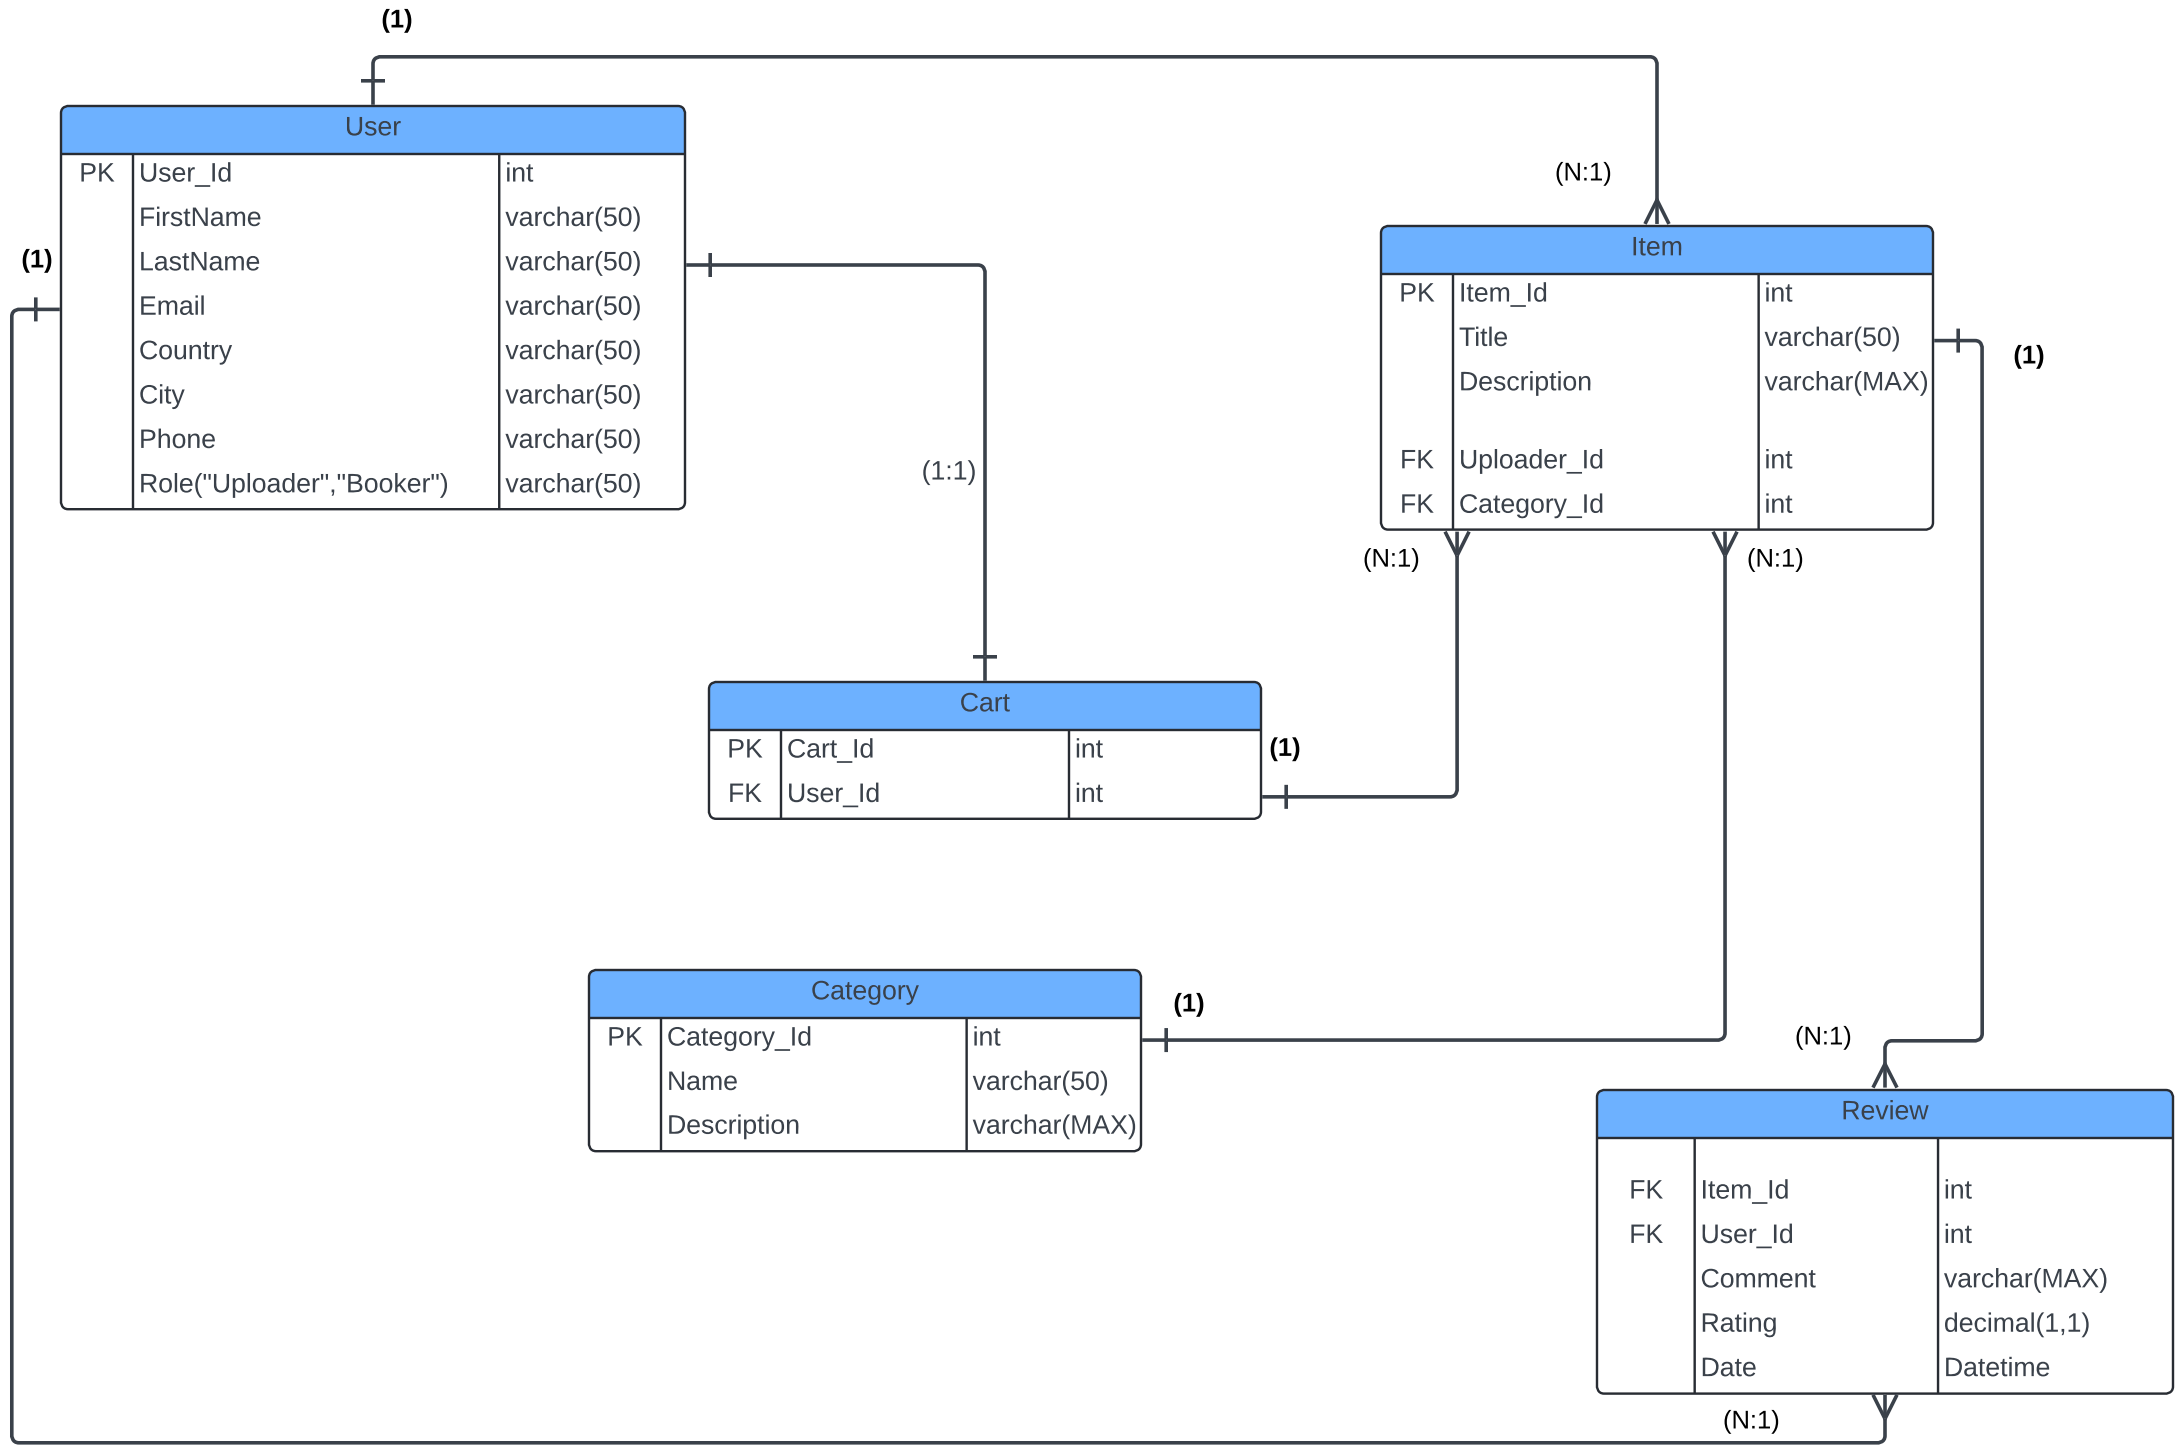 (1)
User
PK User_Id int
FirstName varchar(50)
LastName varchar(50)
Email varchar(50)
Country varchar(50)
City varchar(50)
Phone varchar(50)
Role("Uploader","Booker") varchar(50)
(1)
(N:1)
Item
PK Item_Id int
Title varchar(50)
Description varchar(MAX)
FK Uploader_Id int
FK Category_Id int
(1)
(1:1)
(N:1)
(N:1)
Cart
PK Cart_Id int
FK User_Id int
(1)
Category
PK Category_Id int
Name varchar(50)
Description varchar(MAX)
(1)
(N:1)
Review
FK Item_Id int
FK User_Id int
Comment varchar(MAX)
Rating decimal(1,1)
Date Datetime
(N:1)